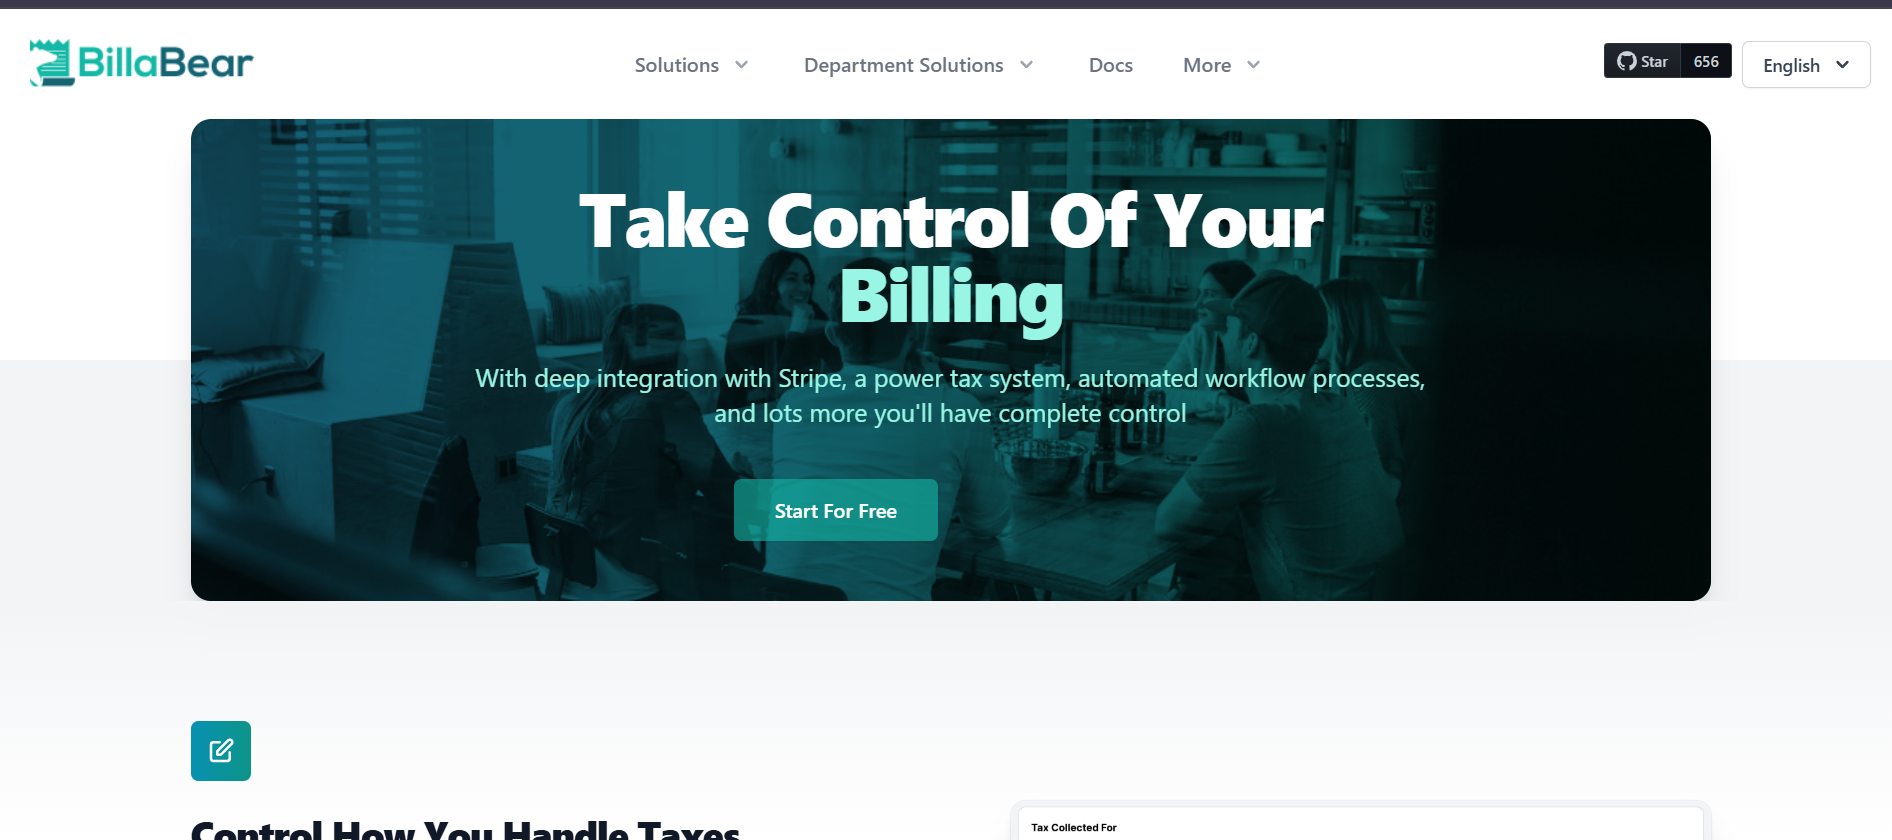 BillaBear
Solutions
Department Solutions
Docs
More
Star
656
English
Take Control Of Your
Billing
With deep integration with Stripe, a power tax system, automated workflow processes,
and lots more you'll have complete control
Start For Free
Control How You Handle Taxes
Tax Collected For